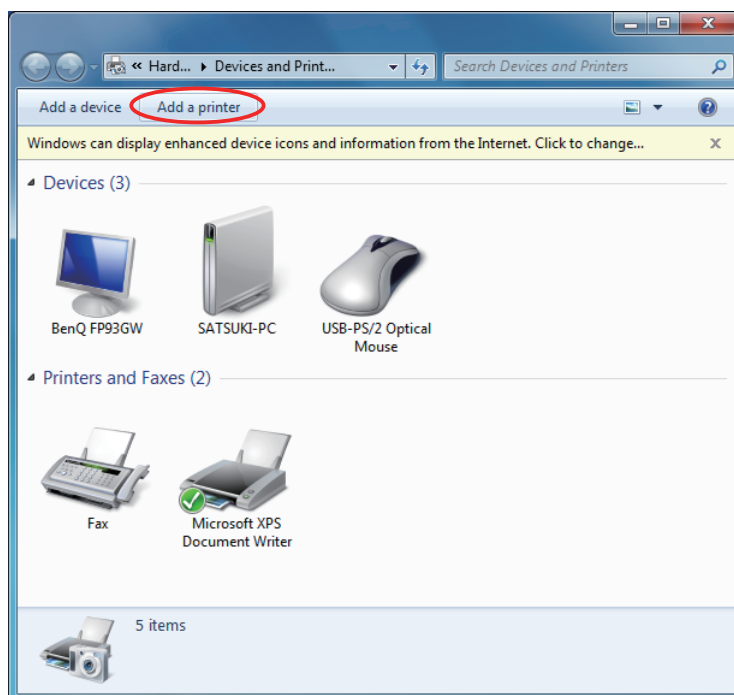 « Hard... ▸ Devices and Print...
Search Devices and Printers
Add a device
Add a printer
Windows can display enhanced device icons and information from the Internet. Click to change...
Devices (3)
BenQ FP93GW
SATSUKI-PC
USB-PS/2 Optical
Mouse
Printers and Faxes (2)
Fax
Microsoft XPS
Document Writer
5 items